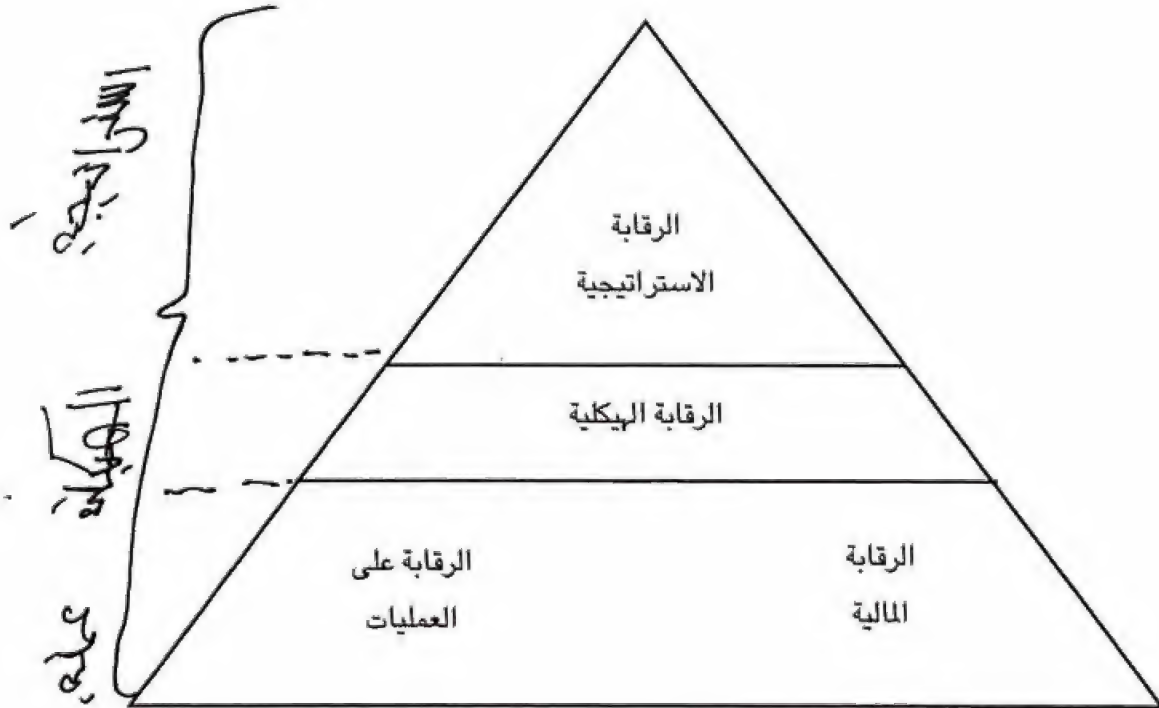 الرقابة
الاستراتيجية
الرقابة الهيكلية
الرقابة
المالية
الرقابة على
العمليات